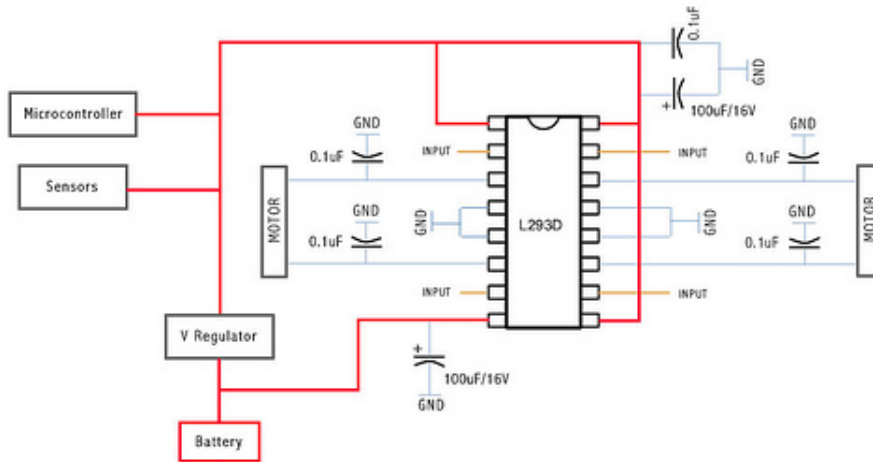 0.1uF
GND
100uF/16V
+
Microcontroller
GND
GND
0.1uF
INPUT
INPUT
0.1uF
Sensors
MOTOR
GND
GND
L293D
GND
GND
MOTOR
0.1uF
0.1uF
INPUT
INPUT
V Regulator
+
100uF/16V
GND
Battery